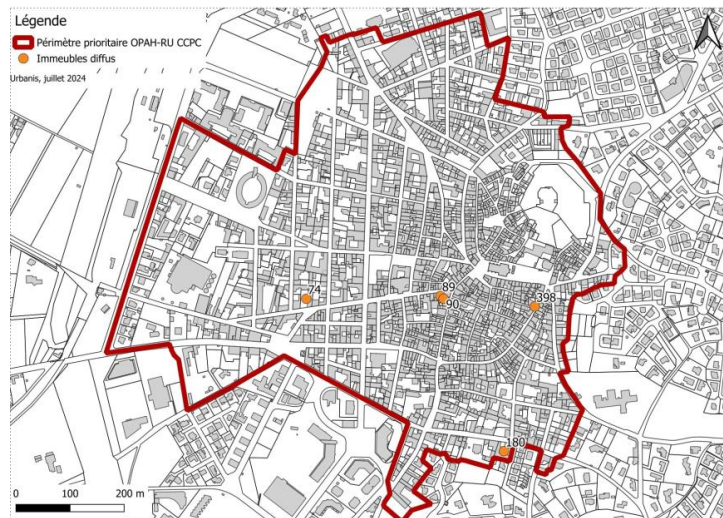 Légende
Périmètre prioritaire OPAH-RU CCPC
Immeubles diffus
Urbanis, juillet 2024
74
89
90
398
180
0 100 200 m